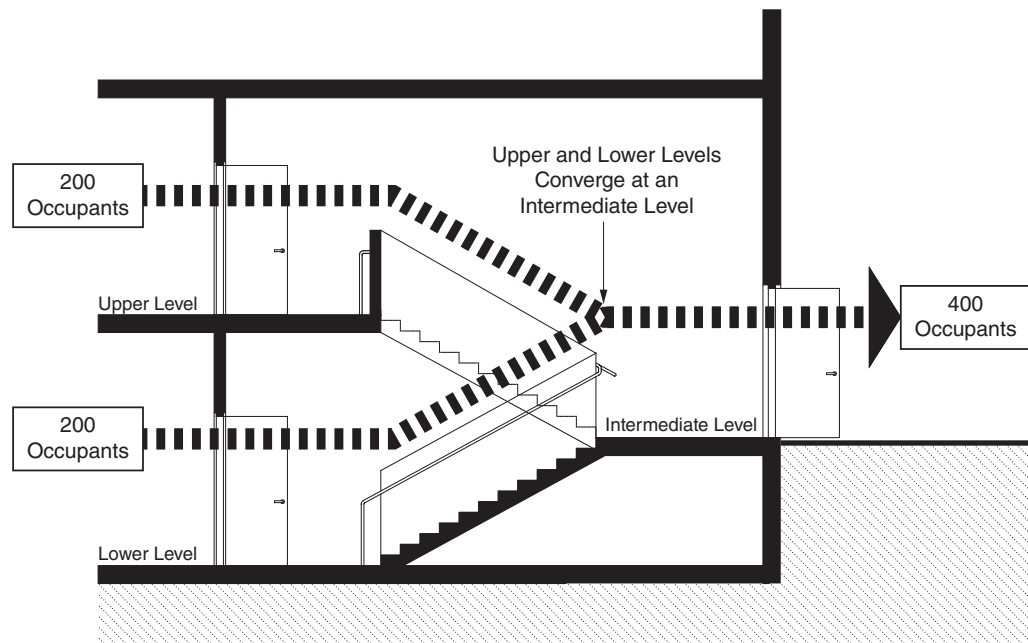 Upper and Lower Levels
Converge at an
Intermediate Level
200
Occupants
Upper Level
400
Occupants
200
Occupants
Intermediate Level
Lower Level